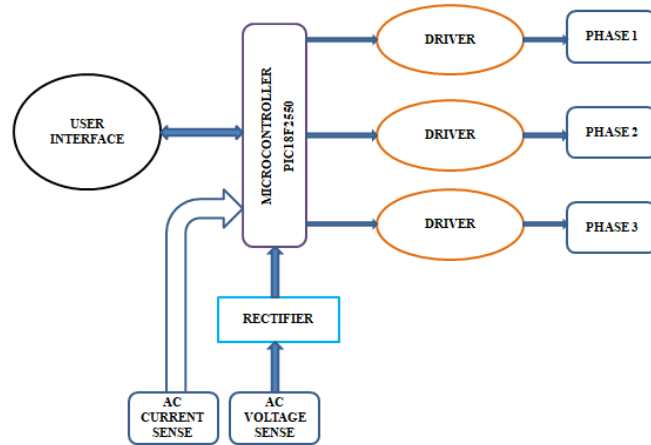 USER
INTERFACE
MICROCONTROLLER
PIC18F2550
DRIVER
PHASE 1
DRIVER
PHASE 2
DRIVER
PHASE 3
RECTIFIER
AC
CURRENT
SENSE
AC
VOLTAGE
SENSE